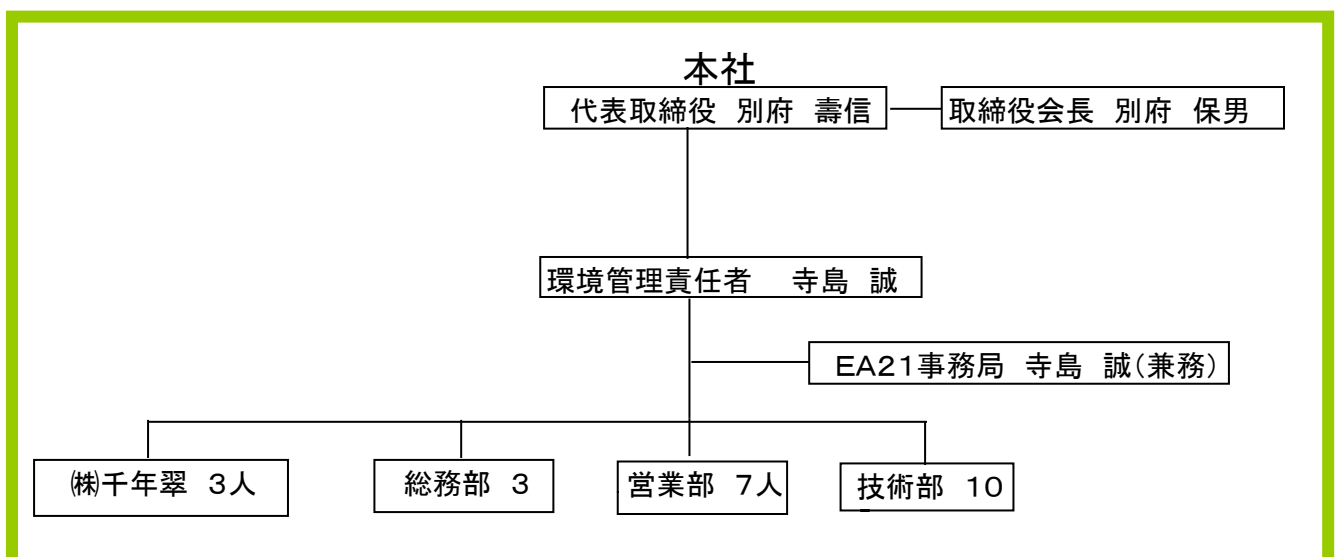 本社
代表取締役 別府 壽信
取締役会長 別府 保男
環境管理責任者 寺島 誠
EA21事務局 寺島 誠(兼務)
㈱千年翠 3人
総務部 3
営業部 7人
技術部 10